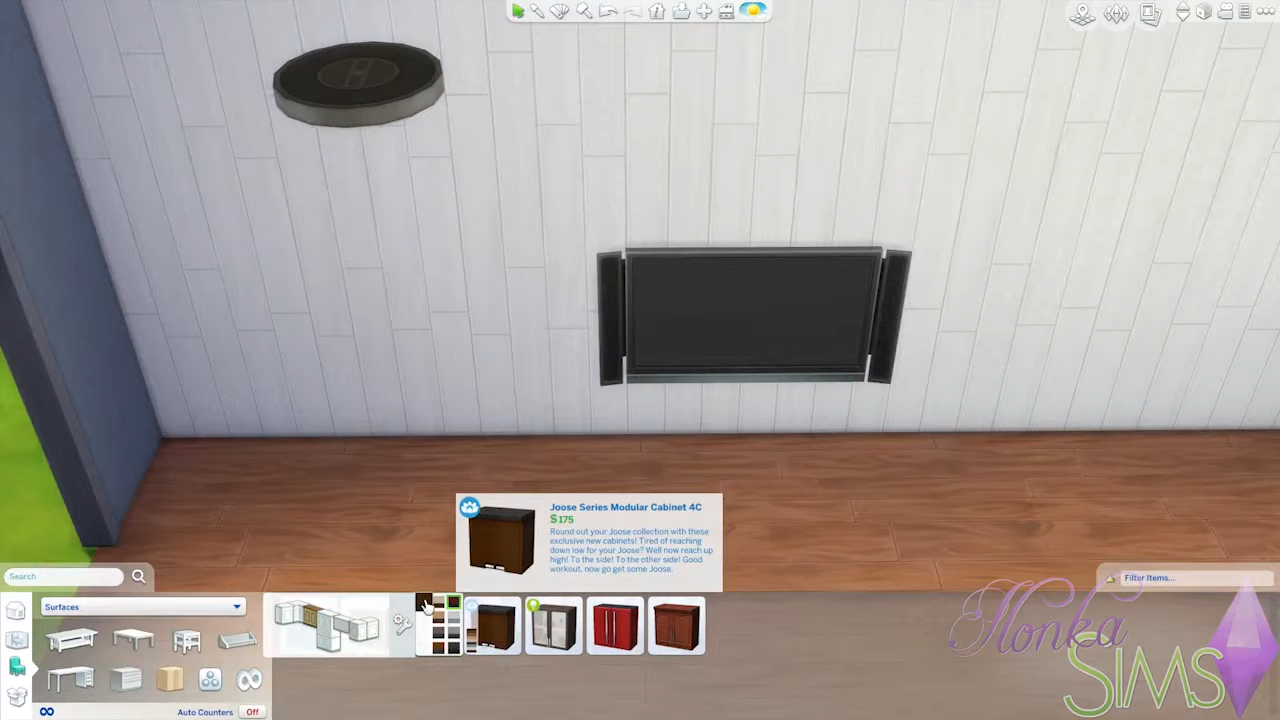 Joose Series Modular Cabinet 4C
§175
Round out your Joose collection with these
exclusive new cabinets! Tired of reaching
down low for your Joose? Well now reach up
high! To the side! To the other side! Good
workout, now go get some Joose.
Search
Filter Items...
Surfaces
Auto Counters
Off
Ilonka
SIMS